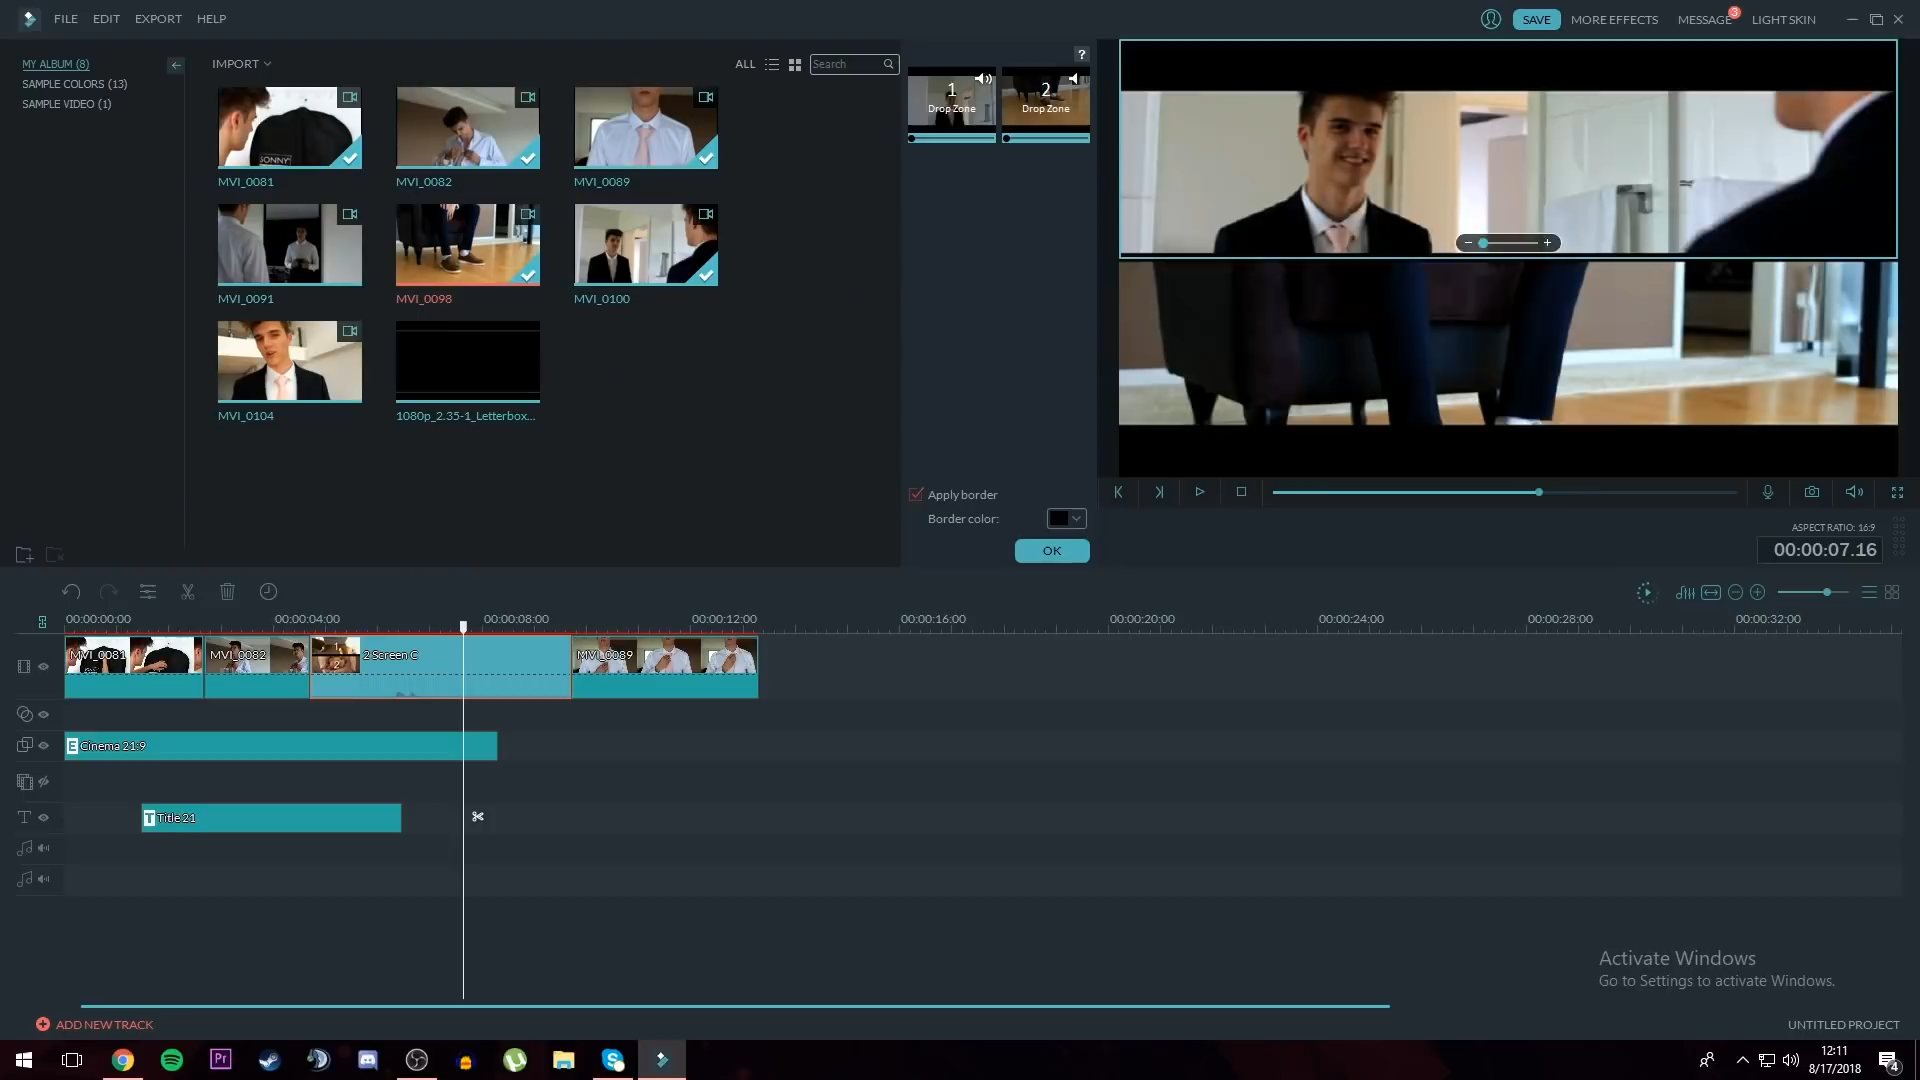 FILE EDIT EXPORT HELP
SAVE MORE EFFECTS MESSAGE 3 LIGHT SKIN
MY ALBUM (8)
SAMPLE COLORS (13)
SAMPLE VIDEO (1)
IMPORT
ALL Search
SONNY
MVI_0081
MVI_0082
MVI_0089
MVI_0091
MVI_0098
MVI_0100
MVI_0104
1080p_2.35-1_Letterbox...
?
1
Drop Zone
2
Drop Zone
Apply border
Border color:
OK
ASPECT RATIO: 16:9
00:00:07.16
00:00:00:00 00:00:04:00 00:00:08:00 00:00:12:00 00:00:16:00 00:00:20:00 00:00:24:00 00:00:28:00 00:00:32:00
MVI_0081 MVI_0082 2 2 Screen C MVI_0089
E Cinema 21:9
T Title 21
Activate Windows
Go to Settings to activate Windows.
ADD NEW TRACK
UNTITLED PROJECT
Pr
12:11
8/17/2018
4